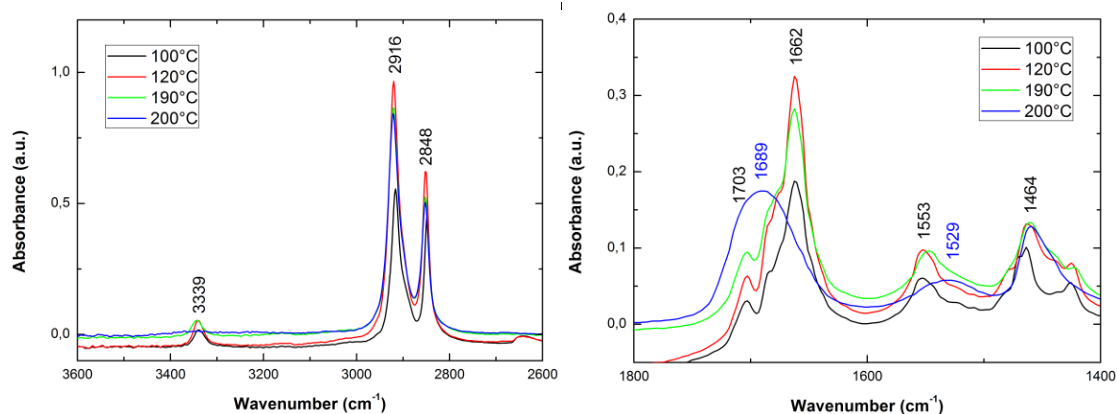 100°C
120°C
190°C
200°C
2916
2848
3339
1,0
0,5
0,0
3600
3400
3200
3000
2800
2600
Absorbance (a.u.)
Wavenumber (cm⁻¹)
100°C
120°C
190°C
200°C
1703
1689
1662
1553
1529
1464
0,4
0,3
0,2
0,1
0,0
1800
1600
1400
Absorbance (a.u.)
Wavenumber (cm⁻¹)